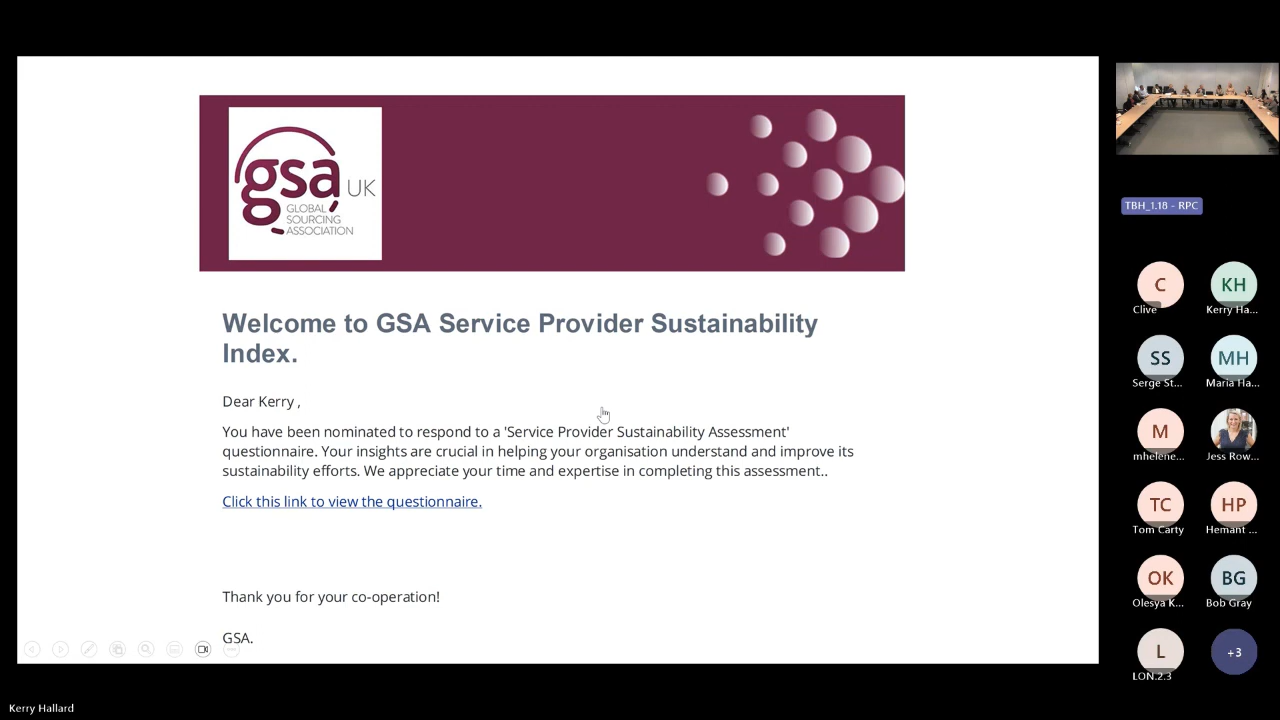 gsa UK
GLOBAL
SOURCING
ASSOCIATION
Welcome to GSA Service Provider Sustainability
Index.
Dear Kerry ,
You have been nominated to respond to a 'Service Provider Sustainability Assessment'
questionnaire. Your insights are crucial in helping your organisation understand and improve its
sustainability efforts. We appreciate your time and expertise in completing this assessment..
Click this link to view the questionnaire.
Thank you for your co-operation!
GSA.
TBH_1.18 - RPC
C
Clive
KH
Kerry Ha...
SS
Serge St...
MH
Maria Ha...
M
mhelene...
Jess Row...
TC
Tom Carty
HP
Hemant ...
OK
Olesya K...
BG
Bob Gray
L
LON.2.3
+3
Kerry Hallard